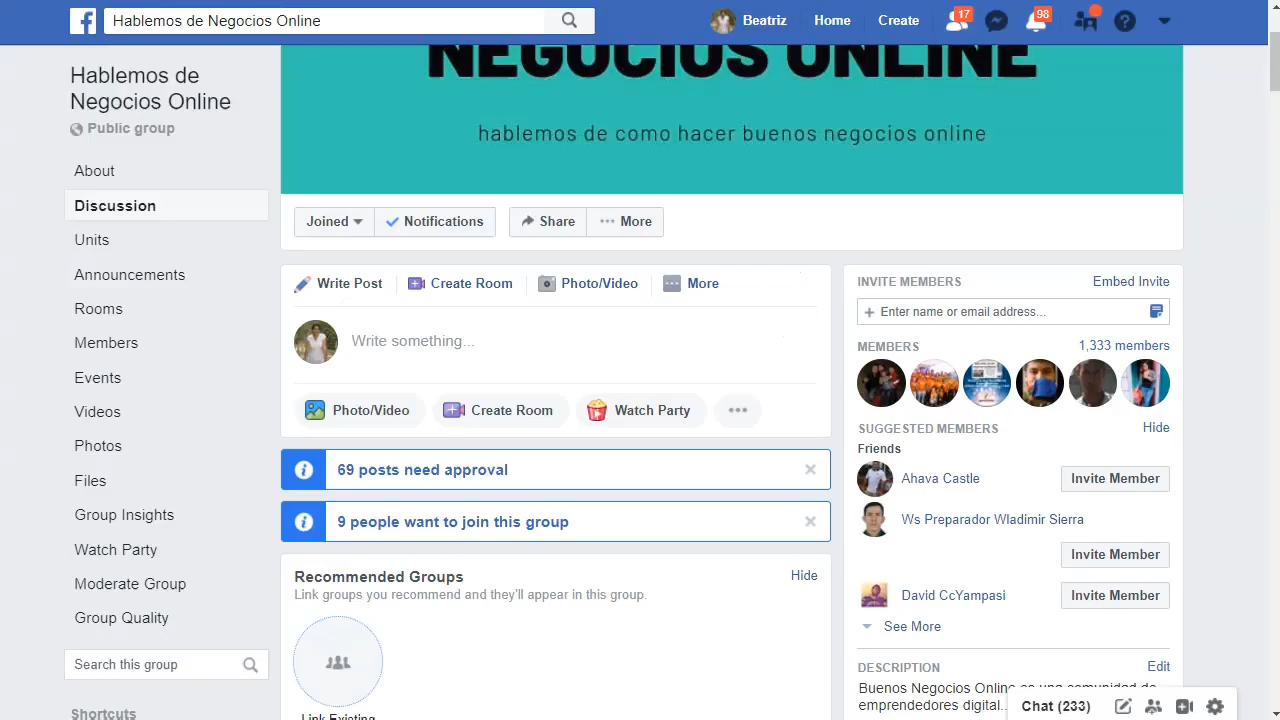 Hablemos de Negocios Online
Beatriz
Home
Create
17
98
Hablemos de
Negocios Online
Public group
About
Discussion
Units
Announcements
Rooms
Members
Events
Videos
Photos
Files
Group Insights
Watch Party
Moderate Group
Group Quality
Search this group
Shortcuts
NEGOCIOS ONLINE
hablemos de como hacer buenos negocios online
Joined
Notifications
Share
More
Write Post
Create Room
Photo/Video
More
Write something...
Photo/Video
Create Room
Watch Party
69 posts need approval
9 people want to join this group
Recommended Groups
Hide
Link groups you recommend and they'll appear in this group.
Link Existing
INVITE MEMBERS
Embed Invite
Enter name or email address...
MEMBERS
1,333 members
SUGGESTED MEMBERS
Hide
Friends
Ahava Castle
Invite Member
Ws Preparador Wladimir Sierra
Invite Member
David CcYampasi
Invite Member
See More
DESCRIPTION
Edit
Buenos Negocios Online es una comunidad de
emprendedores digital...
Chat (233)